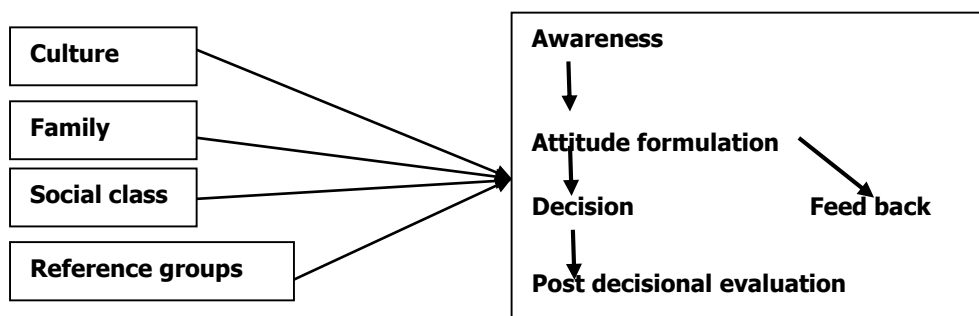 Culture
Family
Social class
Reference groups
Awareness
Attitude formulation
Decision
Feed back
Post decisional evaluation